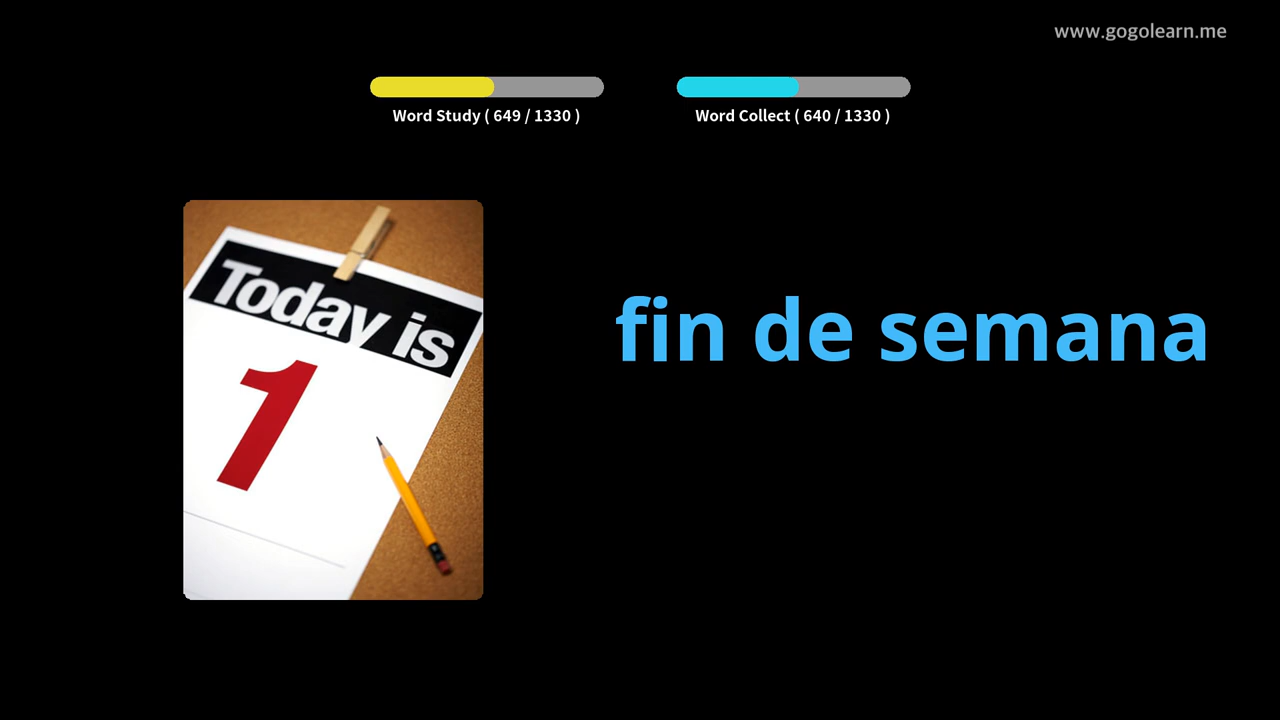 www.gogolearn.me
Word Study ( 649 / 1330 )
Word Collect ( 640 / 1330 )
Today is
1
fin de semana